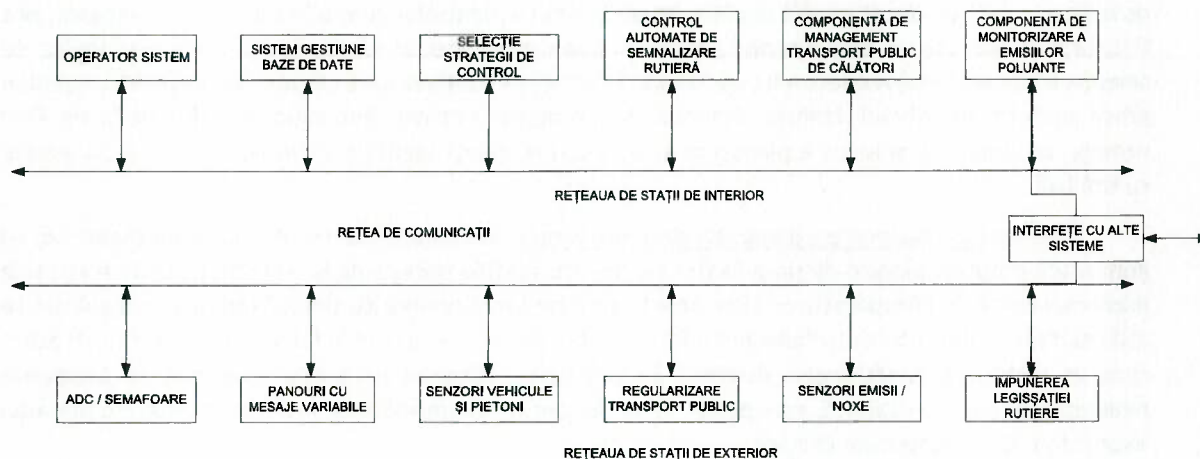 OPERATOR SISTEM
SISTEM GESTIUNE
BAZE DE DATE
SELECȚIE
STRATEGII DE
CONTROL
CONTROL
AUTOMATE DE
SEMNALIZARE
RUTIERĂ
COMPONENTĂ DE
MANAGEMENT
TRANSPORT PUBLIC
DE CĂLĂTORI
COMPONENTĂ DE
MONITORIZARE A
EMISIILOR
POLUANTE
REȚEAUA DE STAȚII DE INTERIOR
REȚEA DE COMUNICAȚII
INTERFEȚE CU ALTE
SISTEME
ADC / SEMAFOARE
PANOURI CU
MESAJE VARIABILE
SENZORI VEHICULE
ȘI PIETONI
REGULARIZARE
TRANSPORT PUBLIC
SENZORI EMISII /
NOXE
IMPUNEREA
LEGISSAȚIEI
RUTIERE
REȚEAUA DE STAȚII DE EXTERIOR